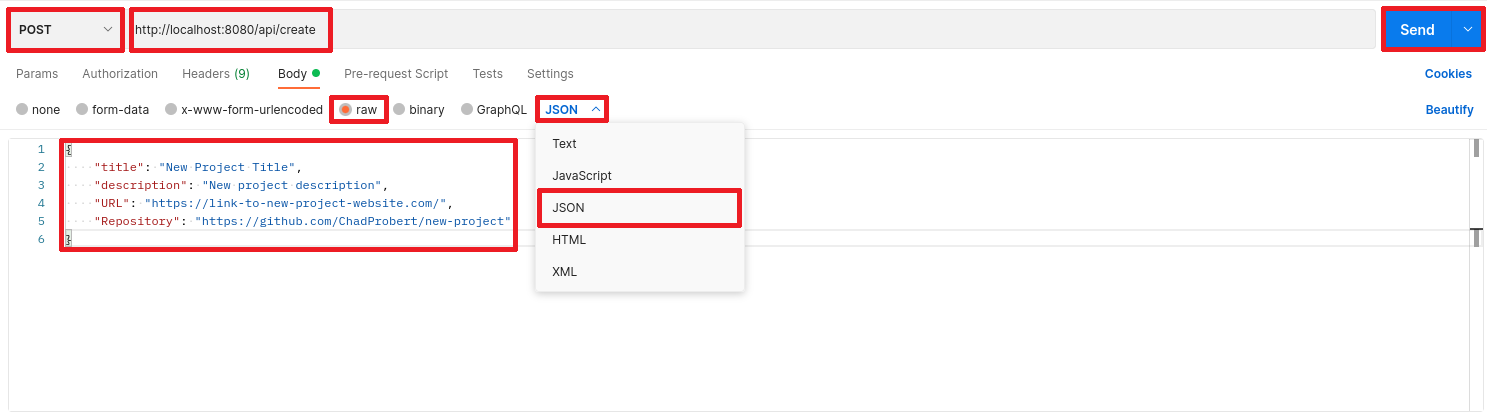 POST http://localhost:8080/api/create Send
Params Authorization Headers (9) Body Pre-request Script Tests Settings Cookies
none form-data x-www-form-urlencoded raw binary GraphQL JSON Beautify
1 {
2 "title": "New Project Title",
3 "description": "New project description",
4 "URL": "https://link-to-new-project-website.com/",
5 "Repository": "https://github.com/ChadProbert/new-project"
6 }
Text
JavaScript
JSON
HTML
XML